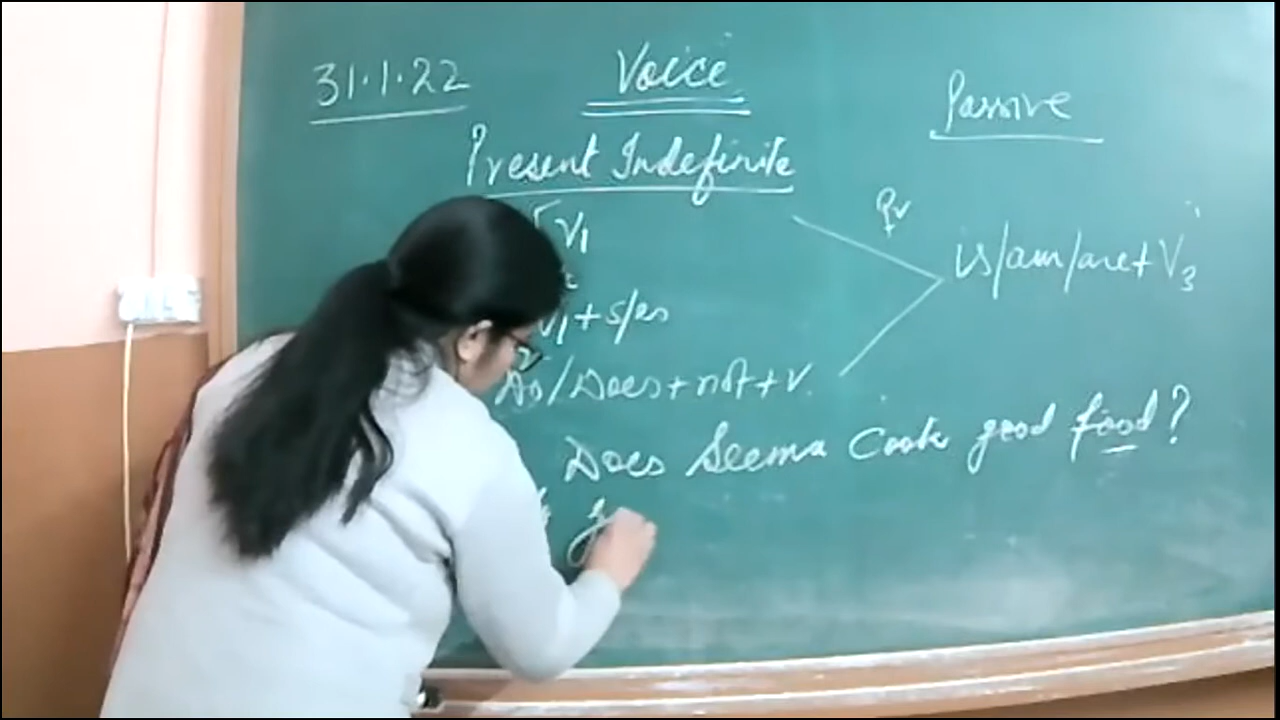 31.1.22 Voice Passive
Present Indefinite
V1
V1 + s/es
is/am/are + V3
Do/Does + not + V.
Does Seema Cook good food?